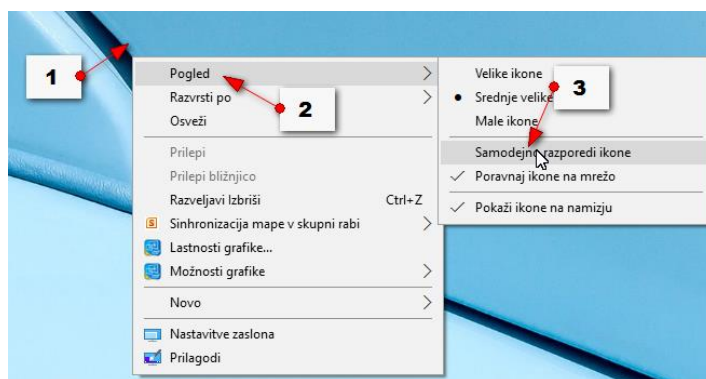 1
Pogled
Razvrsti po
2
Osveži
Prilepi
Prilepi bližnjico
Razveljavi Izbriši Ctrl+Z
Sinhronizacija mape v skupni rabi
Lastnosti grafike...
Možnosti grafike
Novo
Nastavitve zaslona
Prilagodi
Velike ikone
3
Srednje velike
Male ikone
Samodejno razporedi ikone
Poravnaj ikone na mrežo
Pokaži ikone na namizju